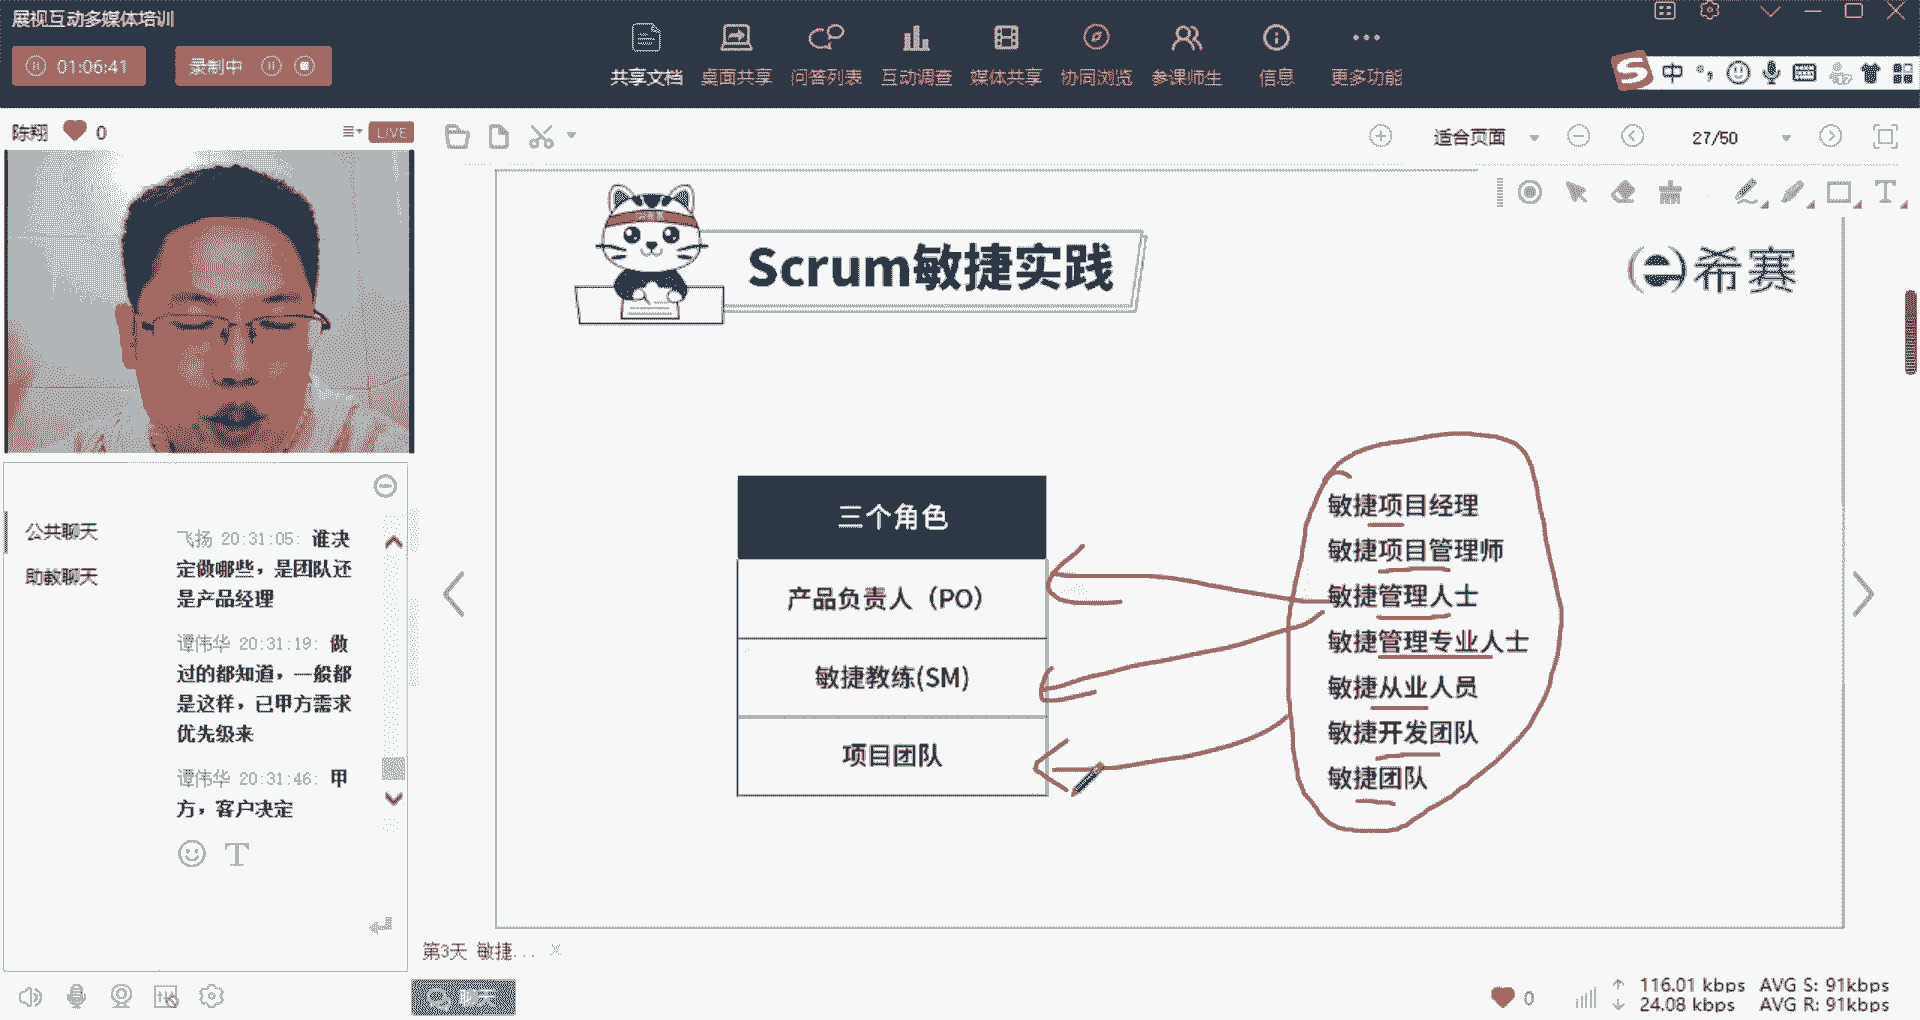 展视互动多媒体培训
01:06:41
录制中
共享文档 桌面共享 问答列表 互动调查 媒体共享 协同浏览 参课师生 信息 更多功能
中
陈翔 0
LIVE
适合页面
27/50
Scrum敏捷实践
希赛
三个角色
产品负责人（PO）
敏捷教练(SM)
项目团队
敏捷项目经理
敏捷项目管理师
敏捷管理人士
敏捷管理专业人士
敏捷从业人员
敏捷开发团队
敏捷团队
公共聊天
助教聊天
飞扬 20:31:05: 谁决
定做哪些，是团队还
是产品经理
谭伟华 20:31:19: 做
过的都知道，一般都
是这样，已甲方需求
优先级来
谭伟华 20:31:46: 甲
方，客户决定
第3天 敏捷...
聊天
0
116.01 kbps AVG S: 91kbps
24.08 kbps AVG R: 91kbps